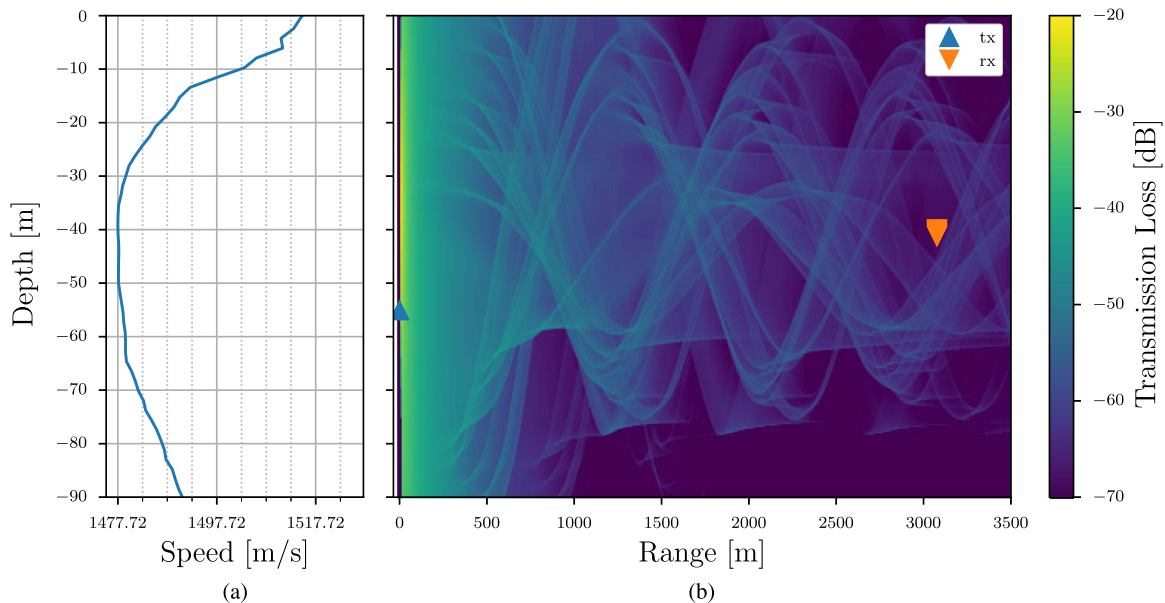 0
−10
−20
−30
−40
−50
−60
−70
−80
−90
Depth [m]
1477.72 1497.72 1517.72
Speed [m/s]
(a)
tx
rx
0 500 1000 1500 2000 2500 3000 3500
Range [m]
(b)
−20
−30
−40
−50
−60
−70
Transmission Loss [dB]